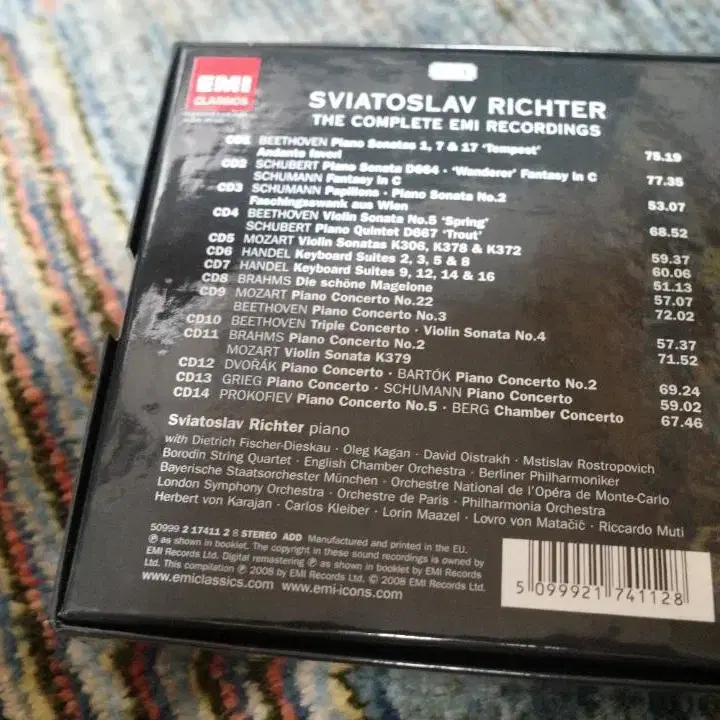 EMI
CLASSICS
SVIATOSLAV RICHTER
THE COMPLETE EMI RECORDINGS
CD1 BEETHOVEN Piano Sonatas 1, 7 & 17 'Tempest'
Andante favori 75.19
CD2 SCHUBERT Piano Sonata D664 · 'Wanderer' Fantasy in C
SCHUMANN Fantasy in C 77.35
CD3 SCHUMANN Papillons · Piano Sonata No.2
Faschingswank aus Wien 53.07
CD4 BEETHOVEN Violin Sonata No.5 'Spring'
SCHUBERT Piano Quintet D667 'Trout' 68.52
CD5 MOZART Violin Sonatas K306, K378 & K372 59.37
CD6 HANDEL Keyboard Suites 2, 3, 5 & 8 60.06
CD7 HANDEL Keyboard Suites 9, 12, 14 & 16 51.13
CD8 BRAHMS Die schöne Magelone 57.07
CD9 MOZART Piano Concerto No.22
BEETHOVEN Piano Concerto No.3 72.02
CD10 BEETHOVEN Triple Concerto · Violin Sonata No.4 57.37
CD11 BRAHMS Piano Concerto No.2
MOZART Violin Sonata K379 71.52
CD12 DVOŘÁK Piano Concerto · BARTÓK Piano Concerto No.2 69.24
CD13 GRIEG Piano Concerto · SCHUMANN Piano Concerto 59.02
CD14 PROKOFIEV Piano Concerto No.5 · BERG Chamber Concerto 67.46
Sviatoslav Richter piano
with Dietrich Fischer-Dieskau · Oleg Kagan · David Oistrakh · Mstislav Rostropovich
Borodin String Quartet · English Chamber Orchestra · Berliner Philharmoniker
Bayerische Staatsorchester München · Orchestre National de l'Opéra de Monte-Carlo
London Symphony Orchestra · Orchestre de Paris · Philharmonia Orchestra
Herbert von Karajan · Carlos Kleiber · Lorin Maazel · Lovro von Matačić · Riccardo Muti
50999 2 17411 2 8 STEREO ADD Manufactured and printed in the EU.
℗ as shown in booklet. The copyright in these sound recordings is owned by
EMI Records Ltd. Digital remastering ℗ as shown in booklet by EMI Records
Ltd. This compilation ℗ 2008 by EMI Records Ltd. © 2008 EMI Records Ltd.
www.emiclassics.com www.emi-icons.com
5 099921 741128